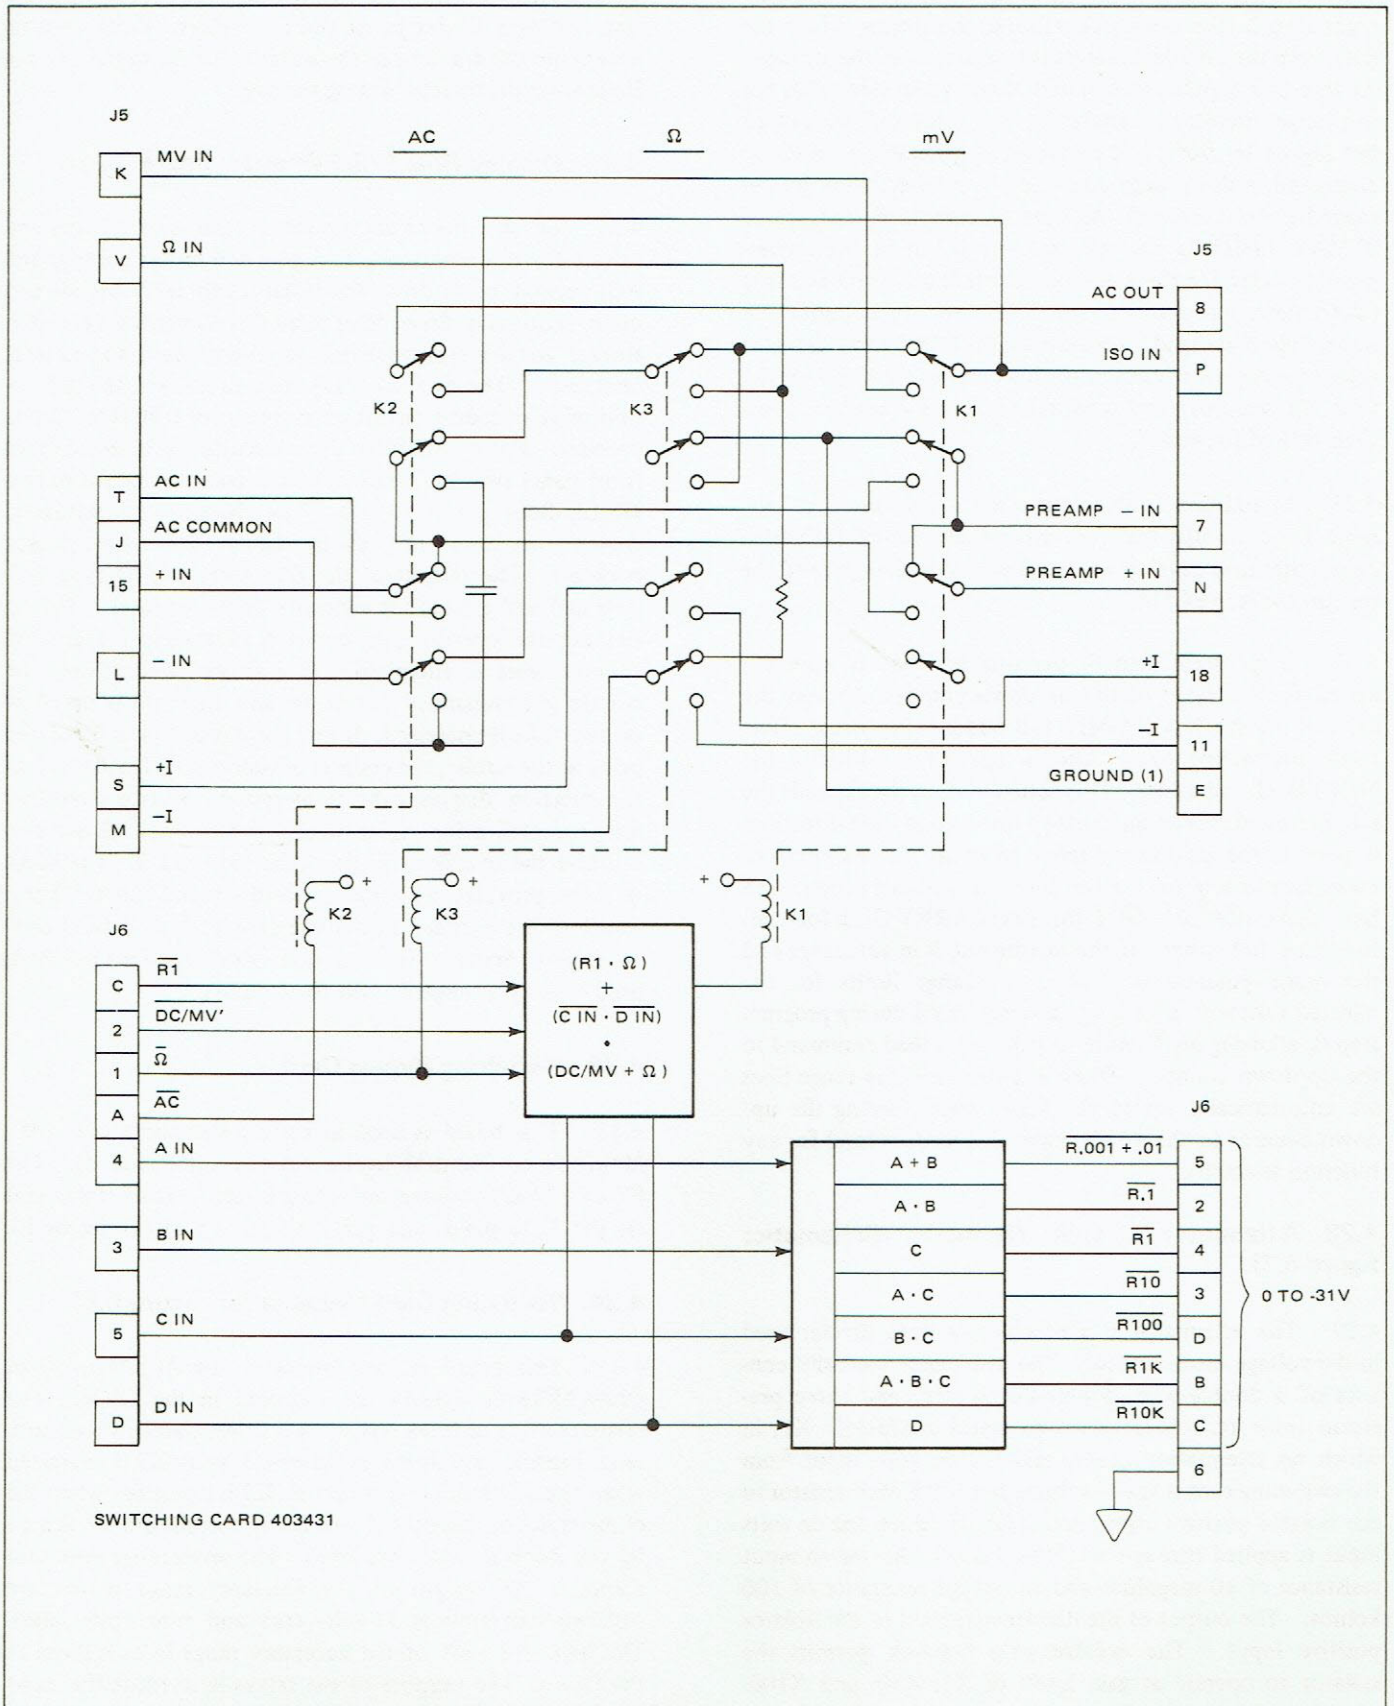 J5
AC
Ω
mV
K
MV IN
V
Ω IN
J5
AC OUT
8
ISO IN
P
K2
K3
K1
T
AC IN
J
AC COMMON
15
+ IN
L
− IN
PREAMP − IN
7
PREAMP + IN
N
+I
18
−I
11
GROUND (1)
E
S
+I
M
−I
+
K2
+
K3
+
K1
J6
C
R1
2
DC/MV'
1
Ω
A
AC
(R1 · Ω)
+
(C IN · D IN)
•
(DC/MV + Ω)
4
A IN
3
B IN
5
C IN
D
D IN
J6
A + B
R.001 + .01
5
A · B
R.1
2
C
R1
4
A · C
R10
3
B · C
R100
D
A · B · C
R1K
B
D
R10K
C
6
0 TO -31V
SWITCHING CARD 403431